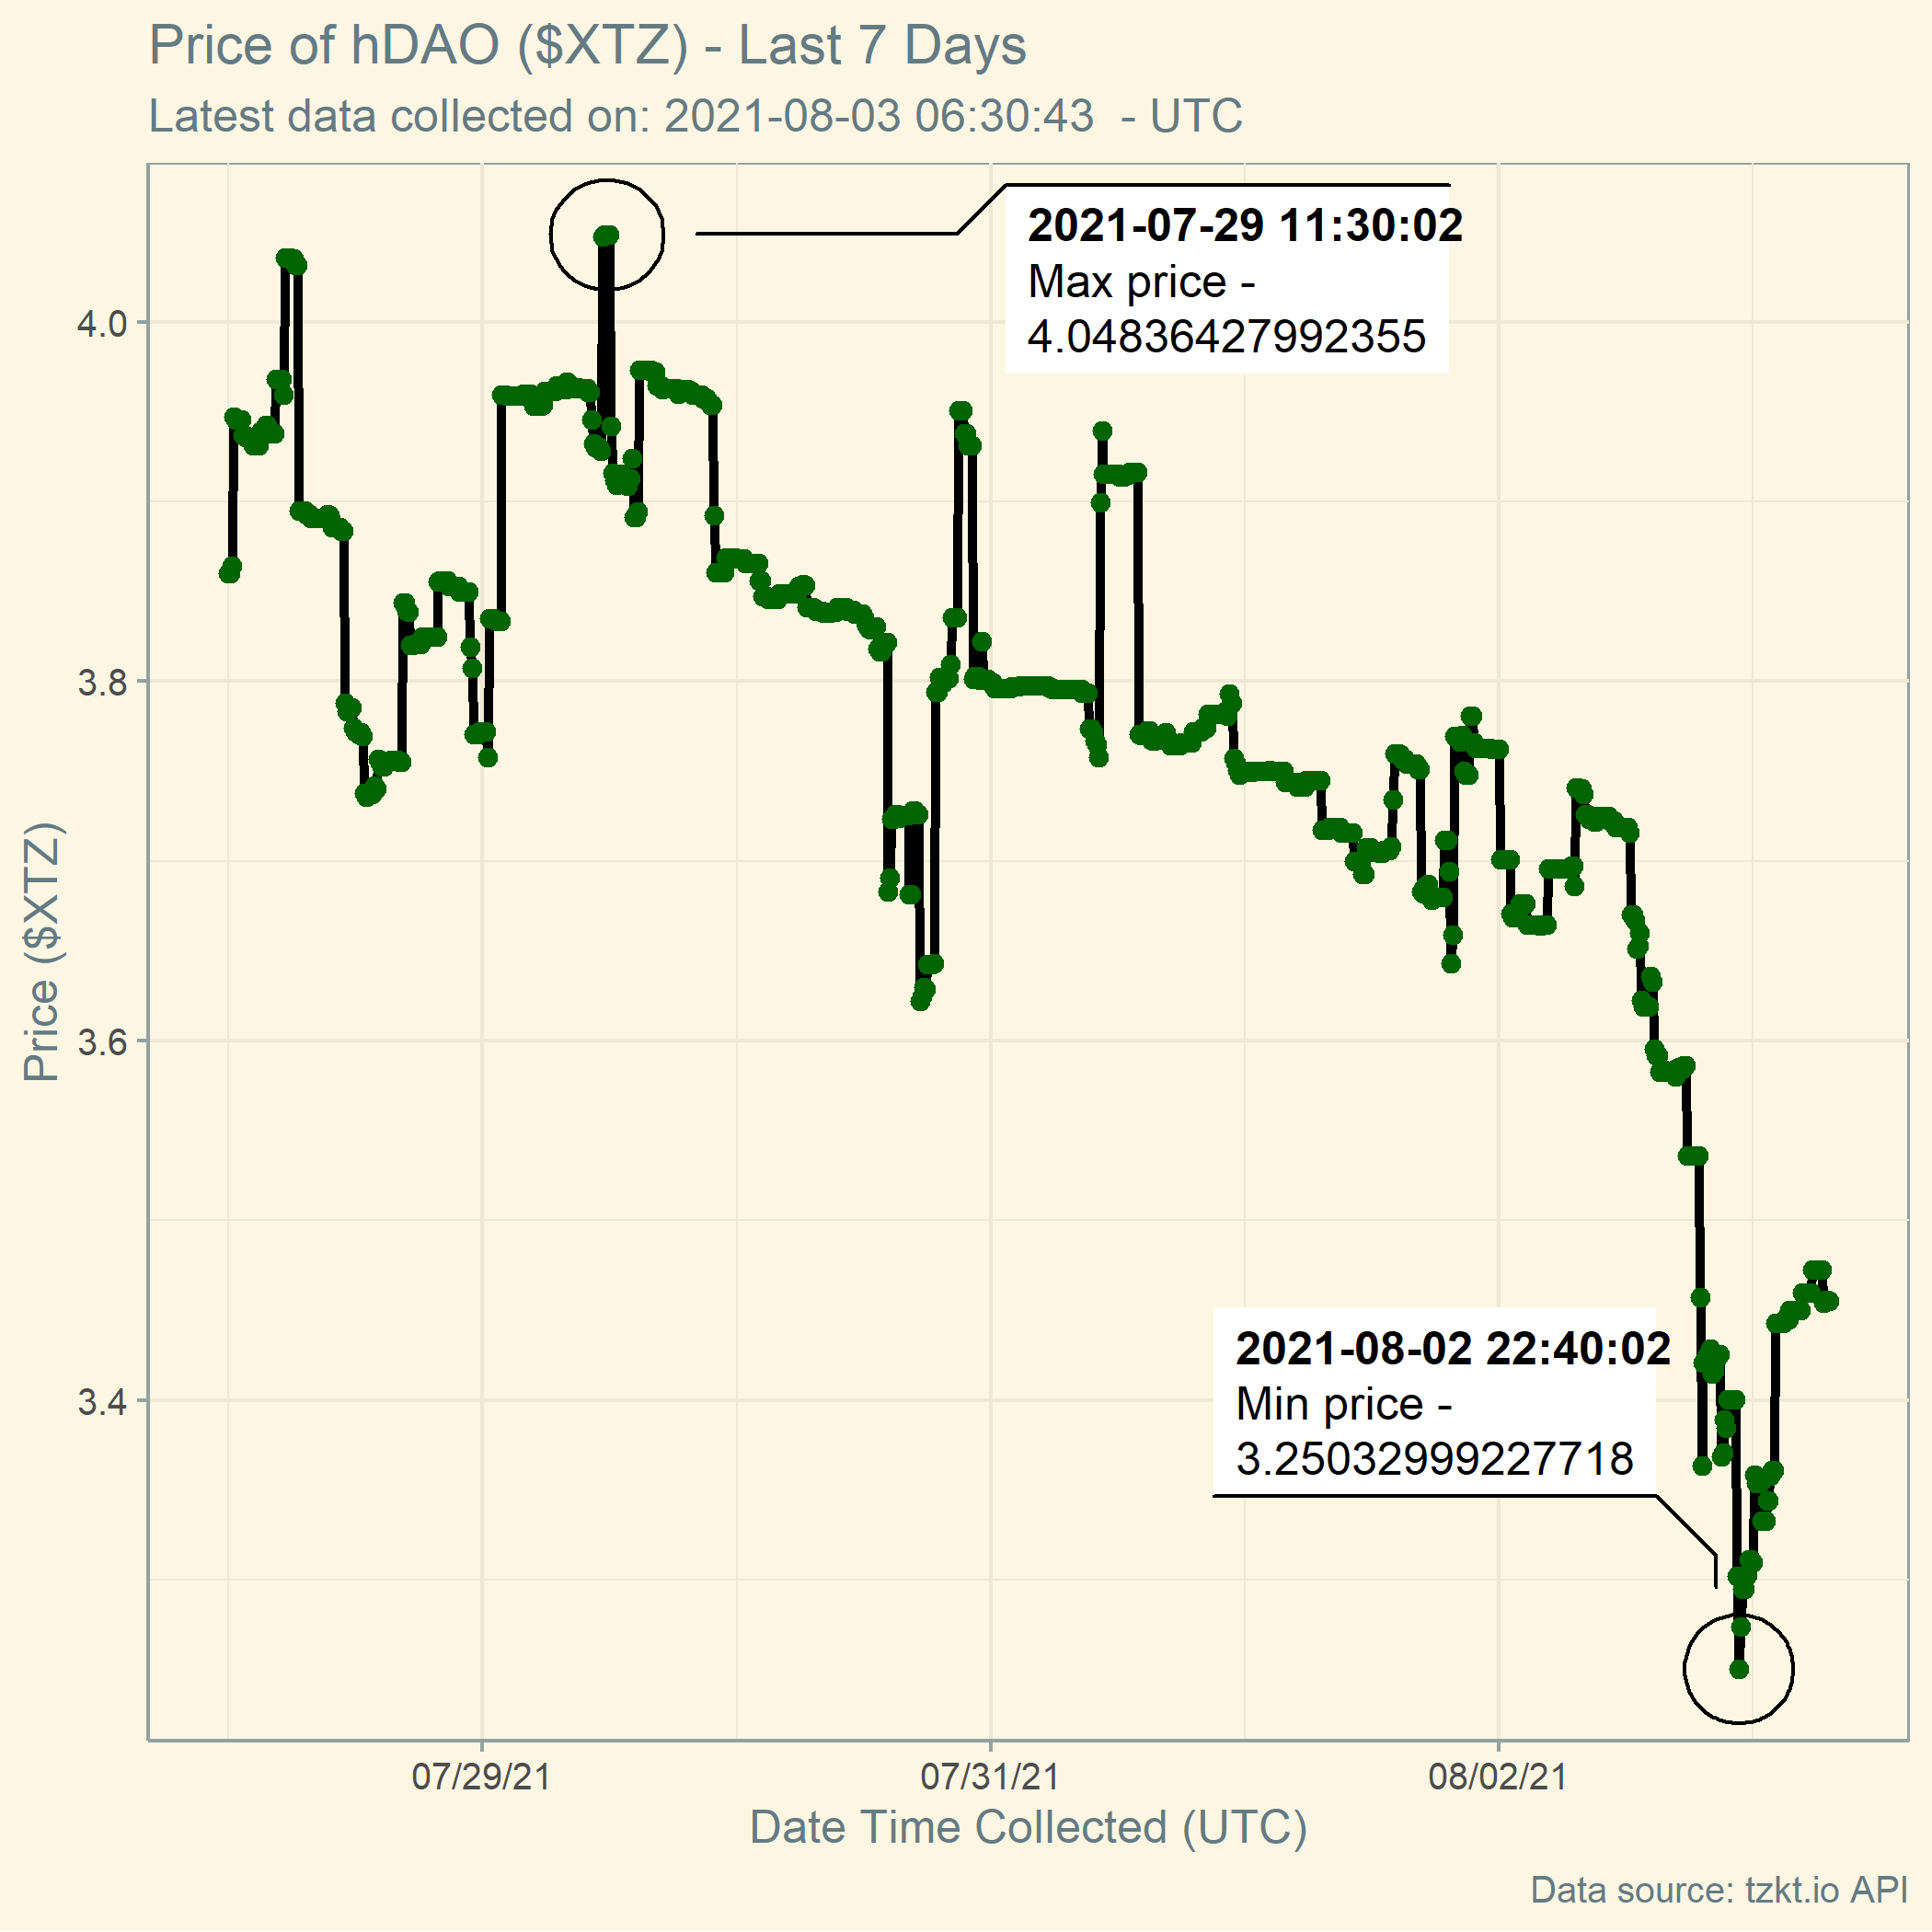 Price of hDAO ($XTZ) - Last 7 Days
Latest data collected on: 2021-08-03 06:30:43  - UTC
2021-07-29 11:30:02
Max price -
4.04836427992355
4.0
3.8
3.6
3.4
Price ($XTZ)
2021-08-02 22:40:02
Min price -
3.25032999227718
07/29/21
07/31/21
08/02/21
Date Time Collected (UTC)
Data source: tzkt.io API